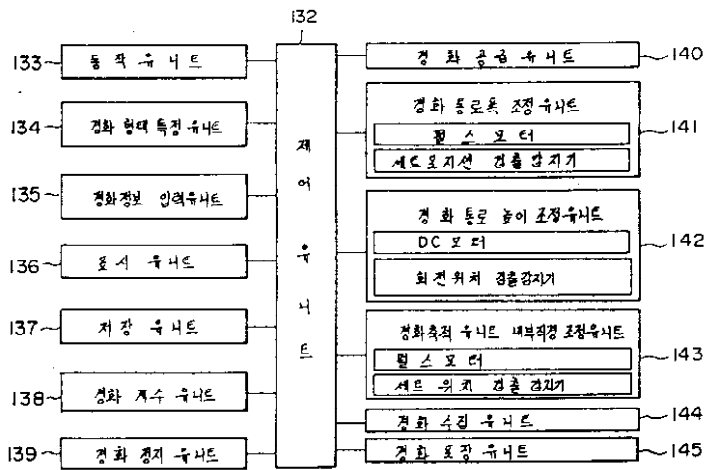 132
133 동작 유니트
134 경화 형태 특정 유니트
135 경화정보 입력유니트
136 표시 유니트
137 저장 유니트
138 경화 계수 유니트
139 경화 정지 유니트
제어 유니트
경화 공급 유니트 140
경화 통로폭 조정 유니트 141
펄스 모터
세트포지션 검출감지기
경화 통로 높이 조정유니트 142
DC 모터
회전위치 검출감지기
경화축적 유니트 내부직경 조정유니트 143
펄스 모터
세트 위치 검출 감지기
경화 수집 유니트 144
경화 포장 유니트 145